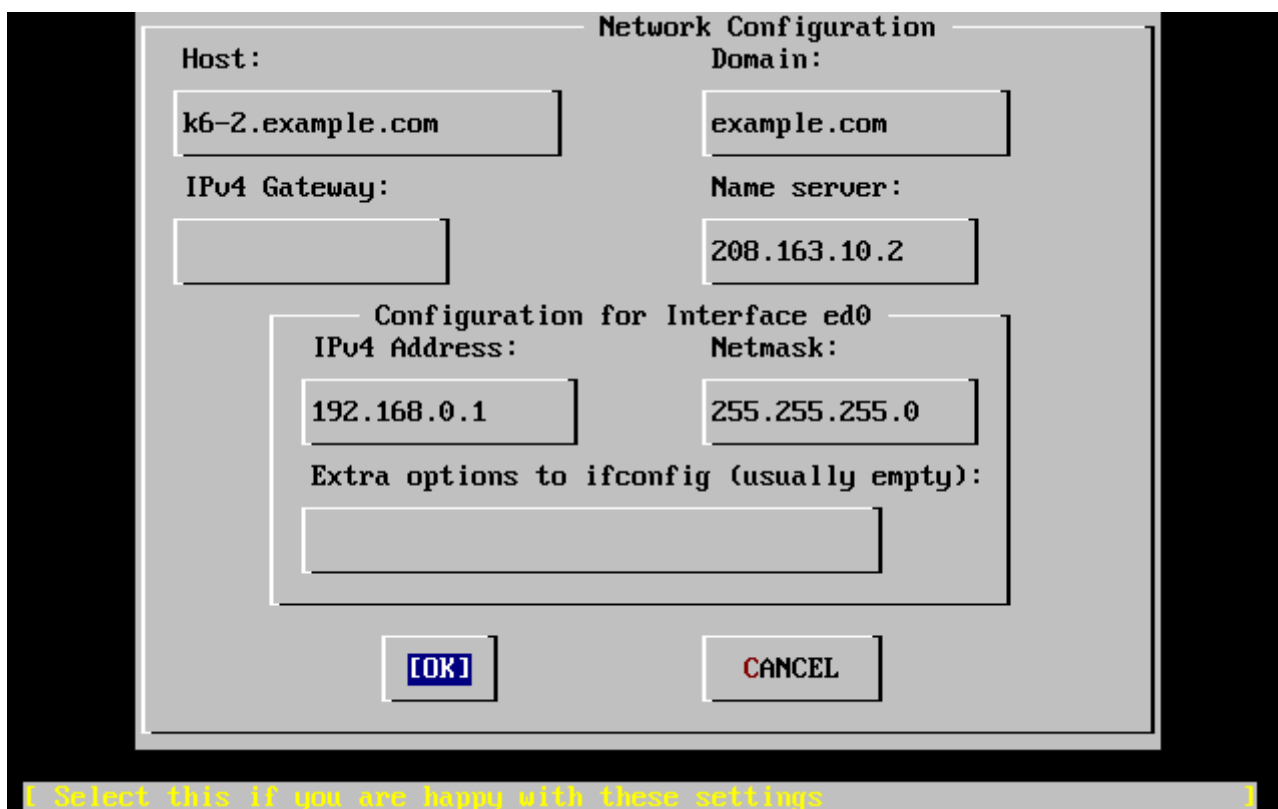 Network Configuration
Host: Domain:
k6-2.example.com example.com
IPv4 Gateway: Name server:
208.163.10.2
Configuration for Interface ed0
IPv4 Address: Netmask:
192.168.0.1 255.255.255.0
Extra options to ifconfig (usually empty):
[OK] CANCEL
[ Select this if you are happy with these settings ]